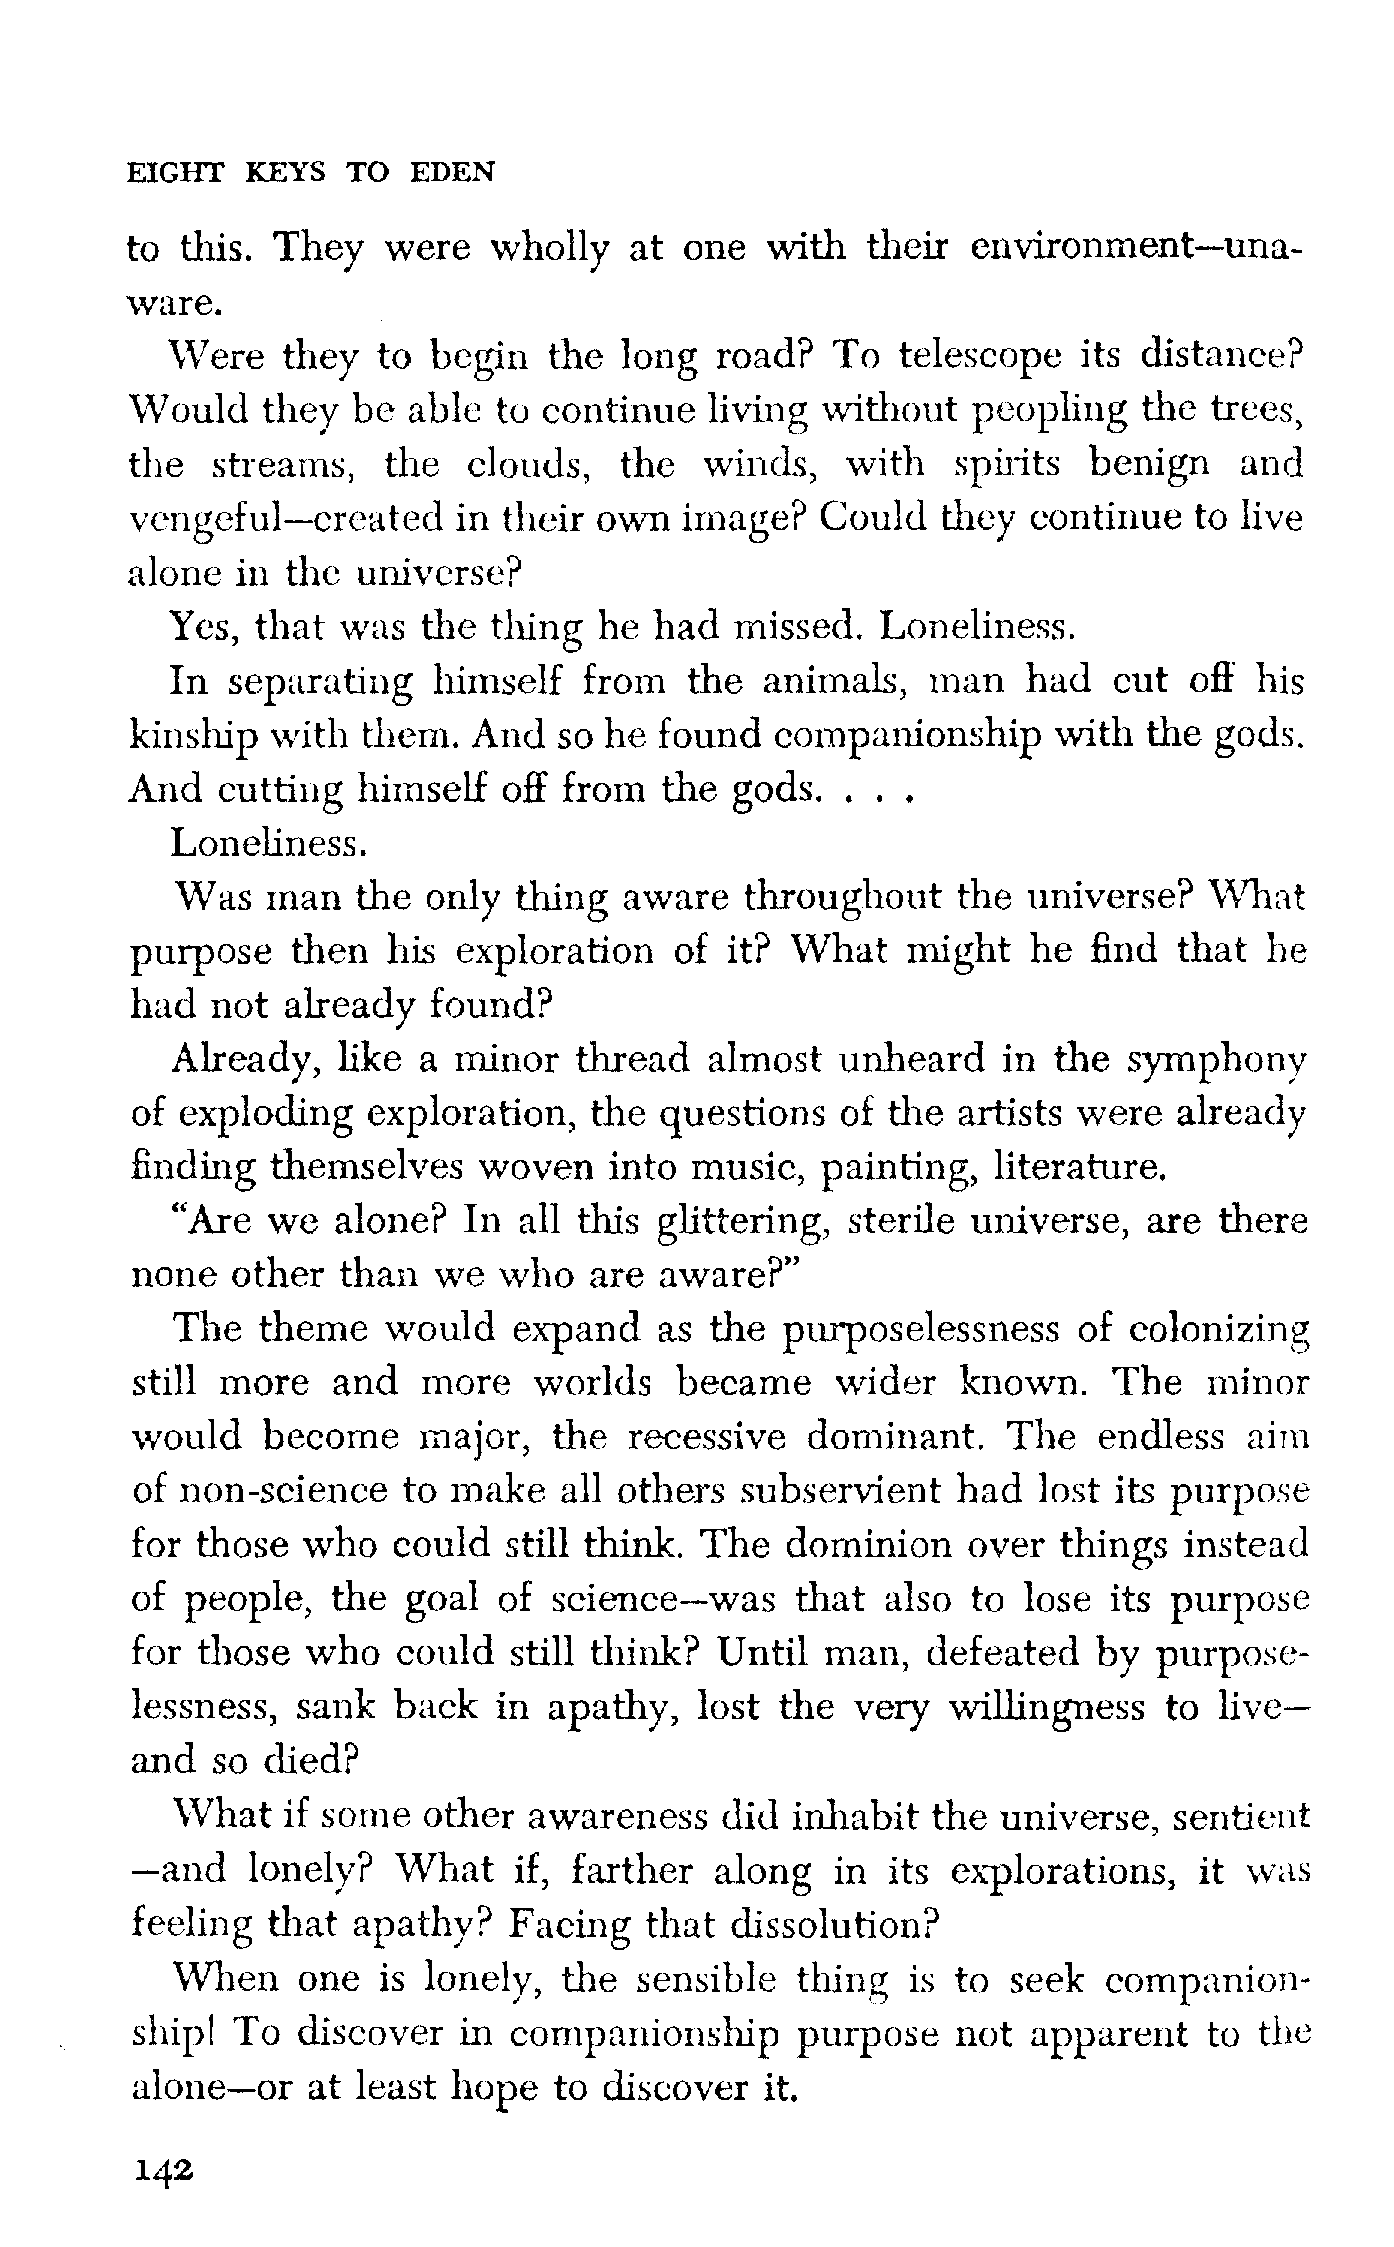 EIGHT KEYS TO EDEN
to this. They were wholly at one with their environment—una-
ware.
Were they to begin the long road? To telescope its distance?
Would they be able to continue living without peopling the trees,
the streams, the clouds, the winds, with spirits benign and
vengeful—created in their own image? Could they continue to live
alone in the universe?
Yes, that was the thing he had missed. Loneliness.
In separating himself from the animals, man had cut off his
kinship with them. And so he found companionship with the gods.
And cutting himself off from the gods. . . .
Loneliness.
Was man the only thing aware throughout the universe? What
purpose then his exploration of it? What might he find that he
had not already found?
Already, like a minor thread almost unheard in the symphony
of exploding exploration, the questions of the artists were already
finding themselves woven into music, painting, literature.
“Are we alone? In all this glittering, sterile universe, are there
none other than we who are aware?”
The theme would expand as the purposelessness of colonizing
still more and more worlds became wider known. The minor
would become major, the recessive dominant. The endless aim
of non-science to make all others subservient had lost its purpose
for those who could still think. The dominion over things instead
of people, the goal of science—was that also to lose its purpose
for those who could still think? Until man, defeated by purpose-
lessness, sank back in apathy, lost the very willingness to live—
and so died?
What if some other awareness did inhabit the universe, sentient
—and lonely? What if, farther along in its explorations, it was
feeling that apathy? Facing that dissolution?
When one is lonely, the sensible thing is to seek companion-
ship! To discover in companionship purpose not apparent to the
alone—or at least hope to discover it.
142